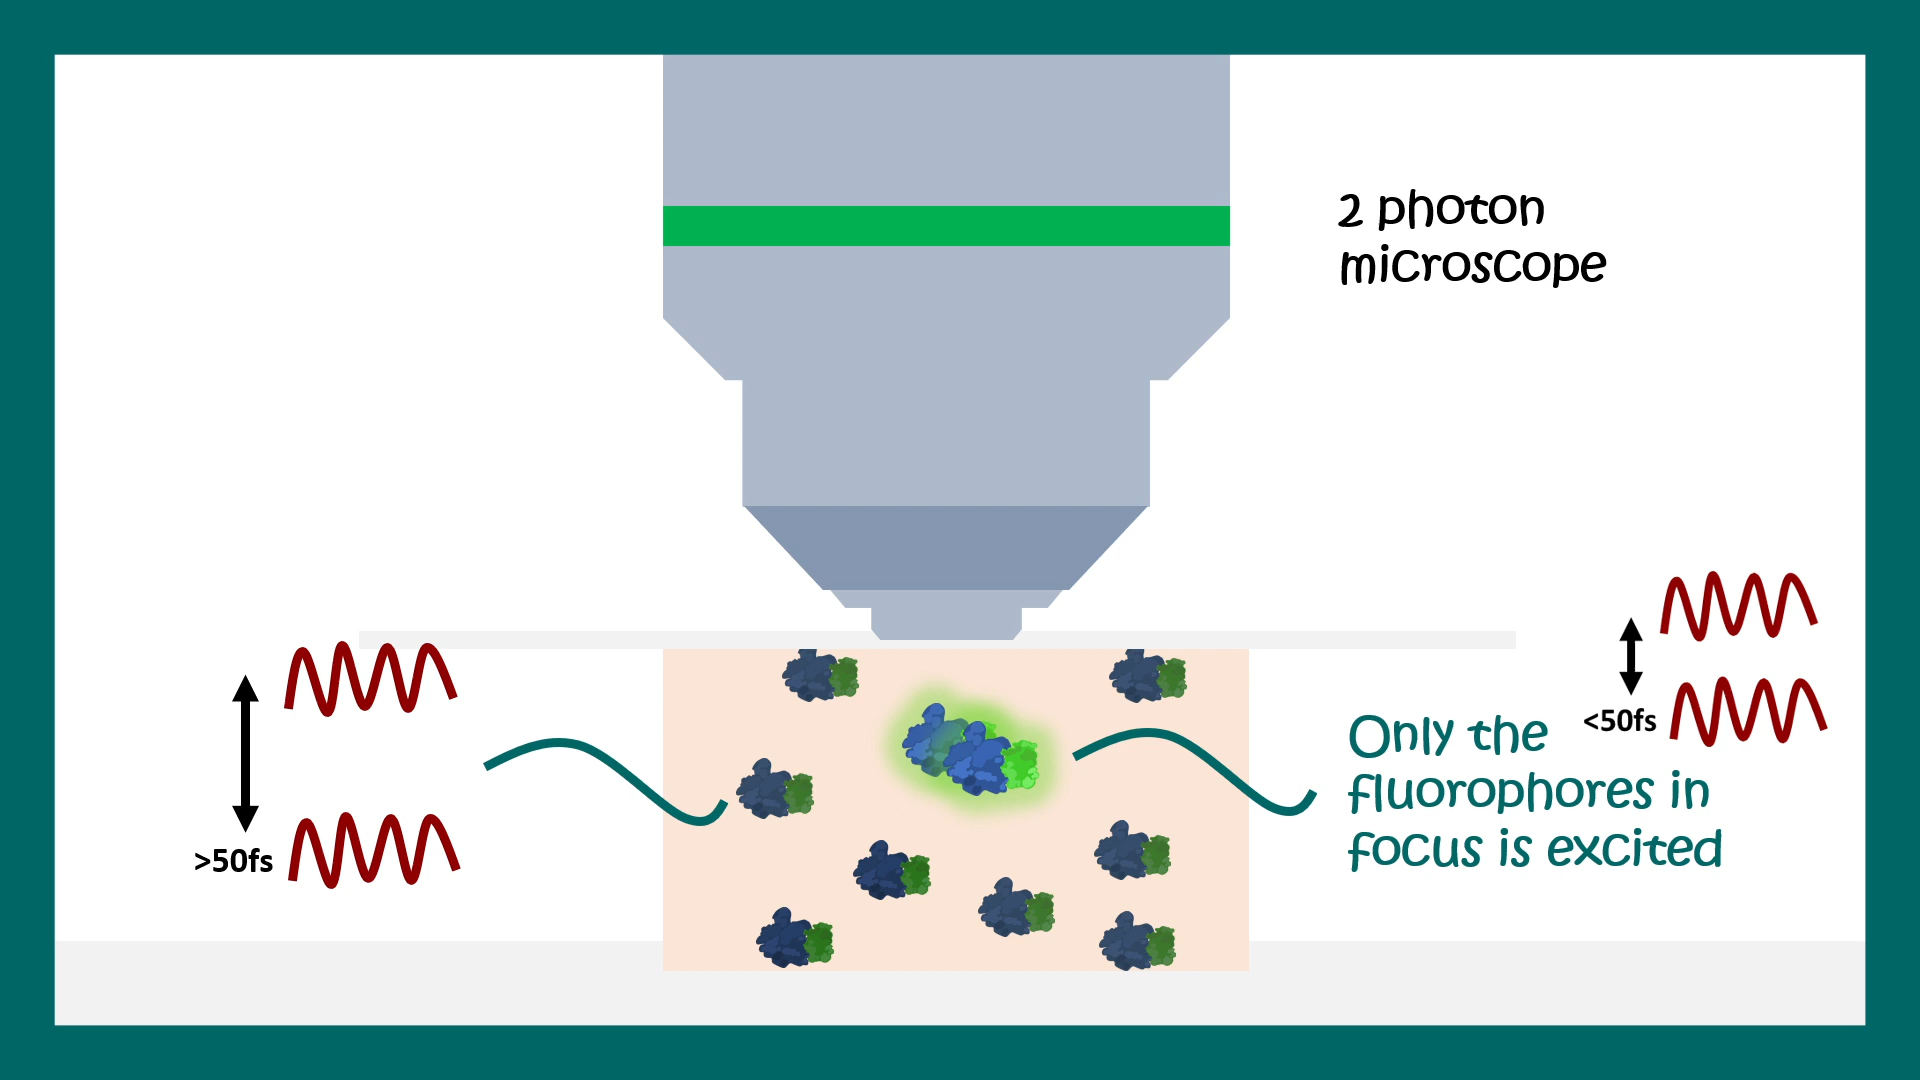 2 photon
microscope
>50fs
<50fs
Only the
fluorophores in
focus is excited